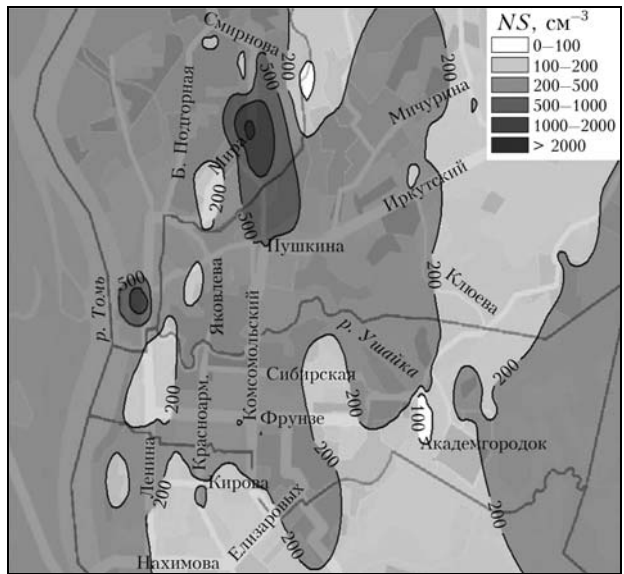 NS, см⁻³
0–100
100–200
200–500
500–1000
1000–2000
> 2000
Смирнова
200
500
200
Мичурина
Б. Подгорная
Мира
Иркутский
200
500
500
Пушкина
200
Клюева
500
р. Томь
Яковлева
Комсомольский
р. Ушайка
Сибирская
200
200
200
Красноарм.
Фрунзе
100
Академгородок
200
Ленина
200
Кирова
Елизаровых
200
200
Нахимова